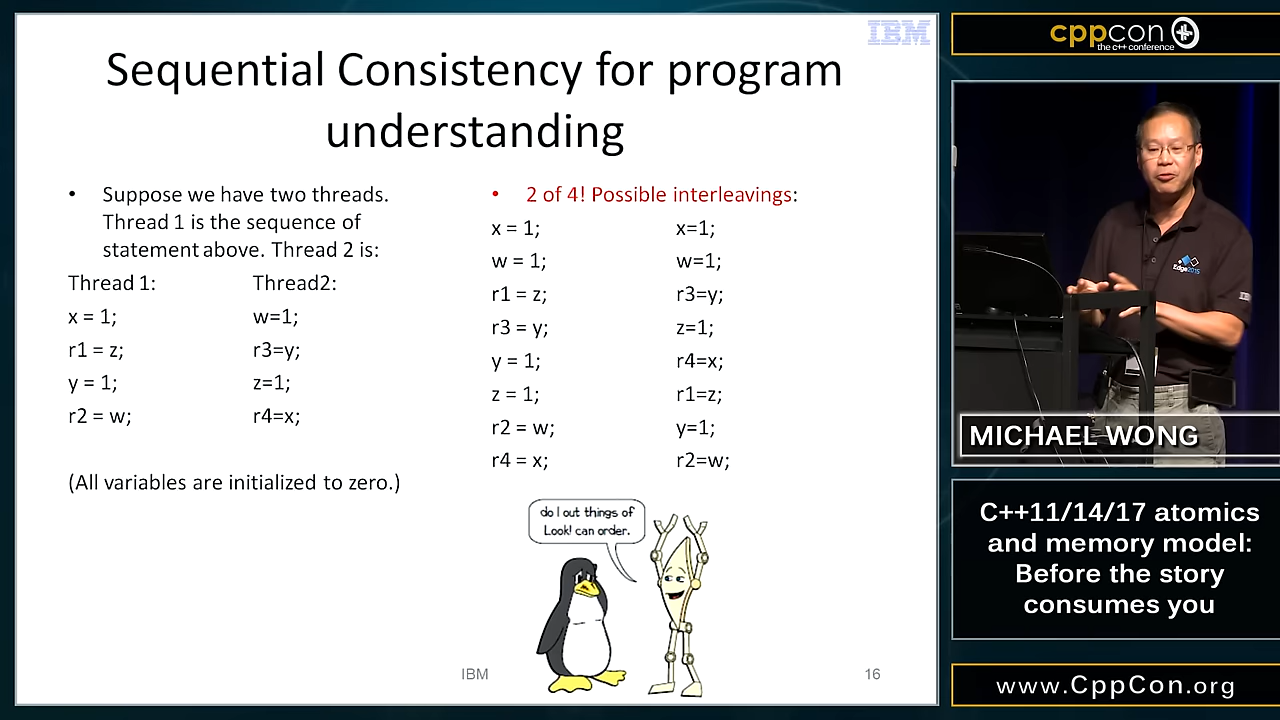 IBM
Sequential Consistency for program
understanding
• Suppose we have two threads.
Thread 1 is the sequence of
statement above. Thread 2 is:
Thread 1: Thread2:
x = 1; w=1;
r1 = z; r3=y;
y = 1; z=1;
r2 = w; r4=x;
(All variables are initialized to zero.)
• 2 of 4! Possible interleavings:
x = 1; x=1;
w = 1; w=1;
r1 = z; r3=y;
r3 = y; z=1;
y = 1; r4=x;
z = 1; r1=z;
r2 = w; y=1;
r4 = x; r2=w;
do I out things of
Look! can order.
IBM
16
cppcon
the c++ conference
Edge2015
IBM
MICHAEL WONG
C++11/14/17 atomics
and memory model:
Before the story
consumes you
www.CppCon.org